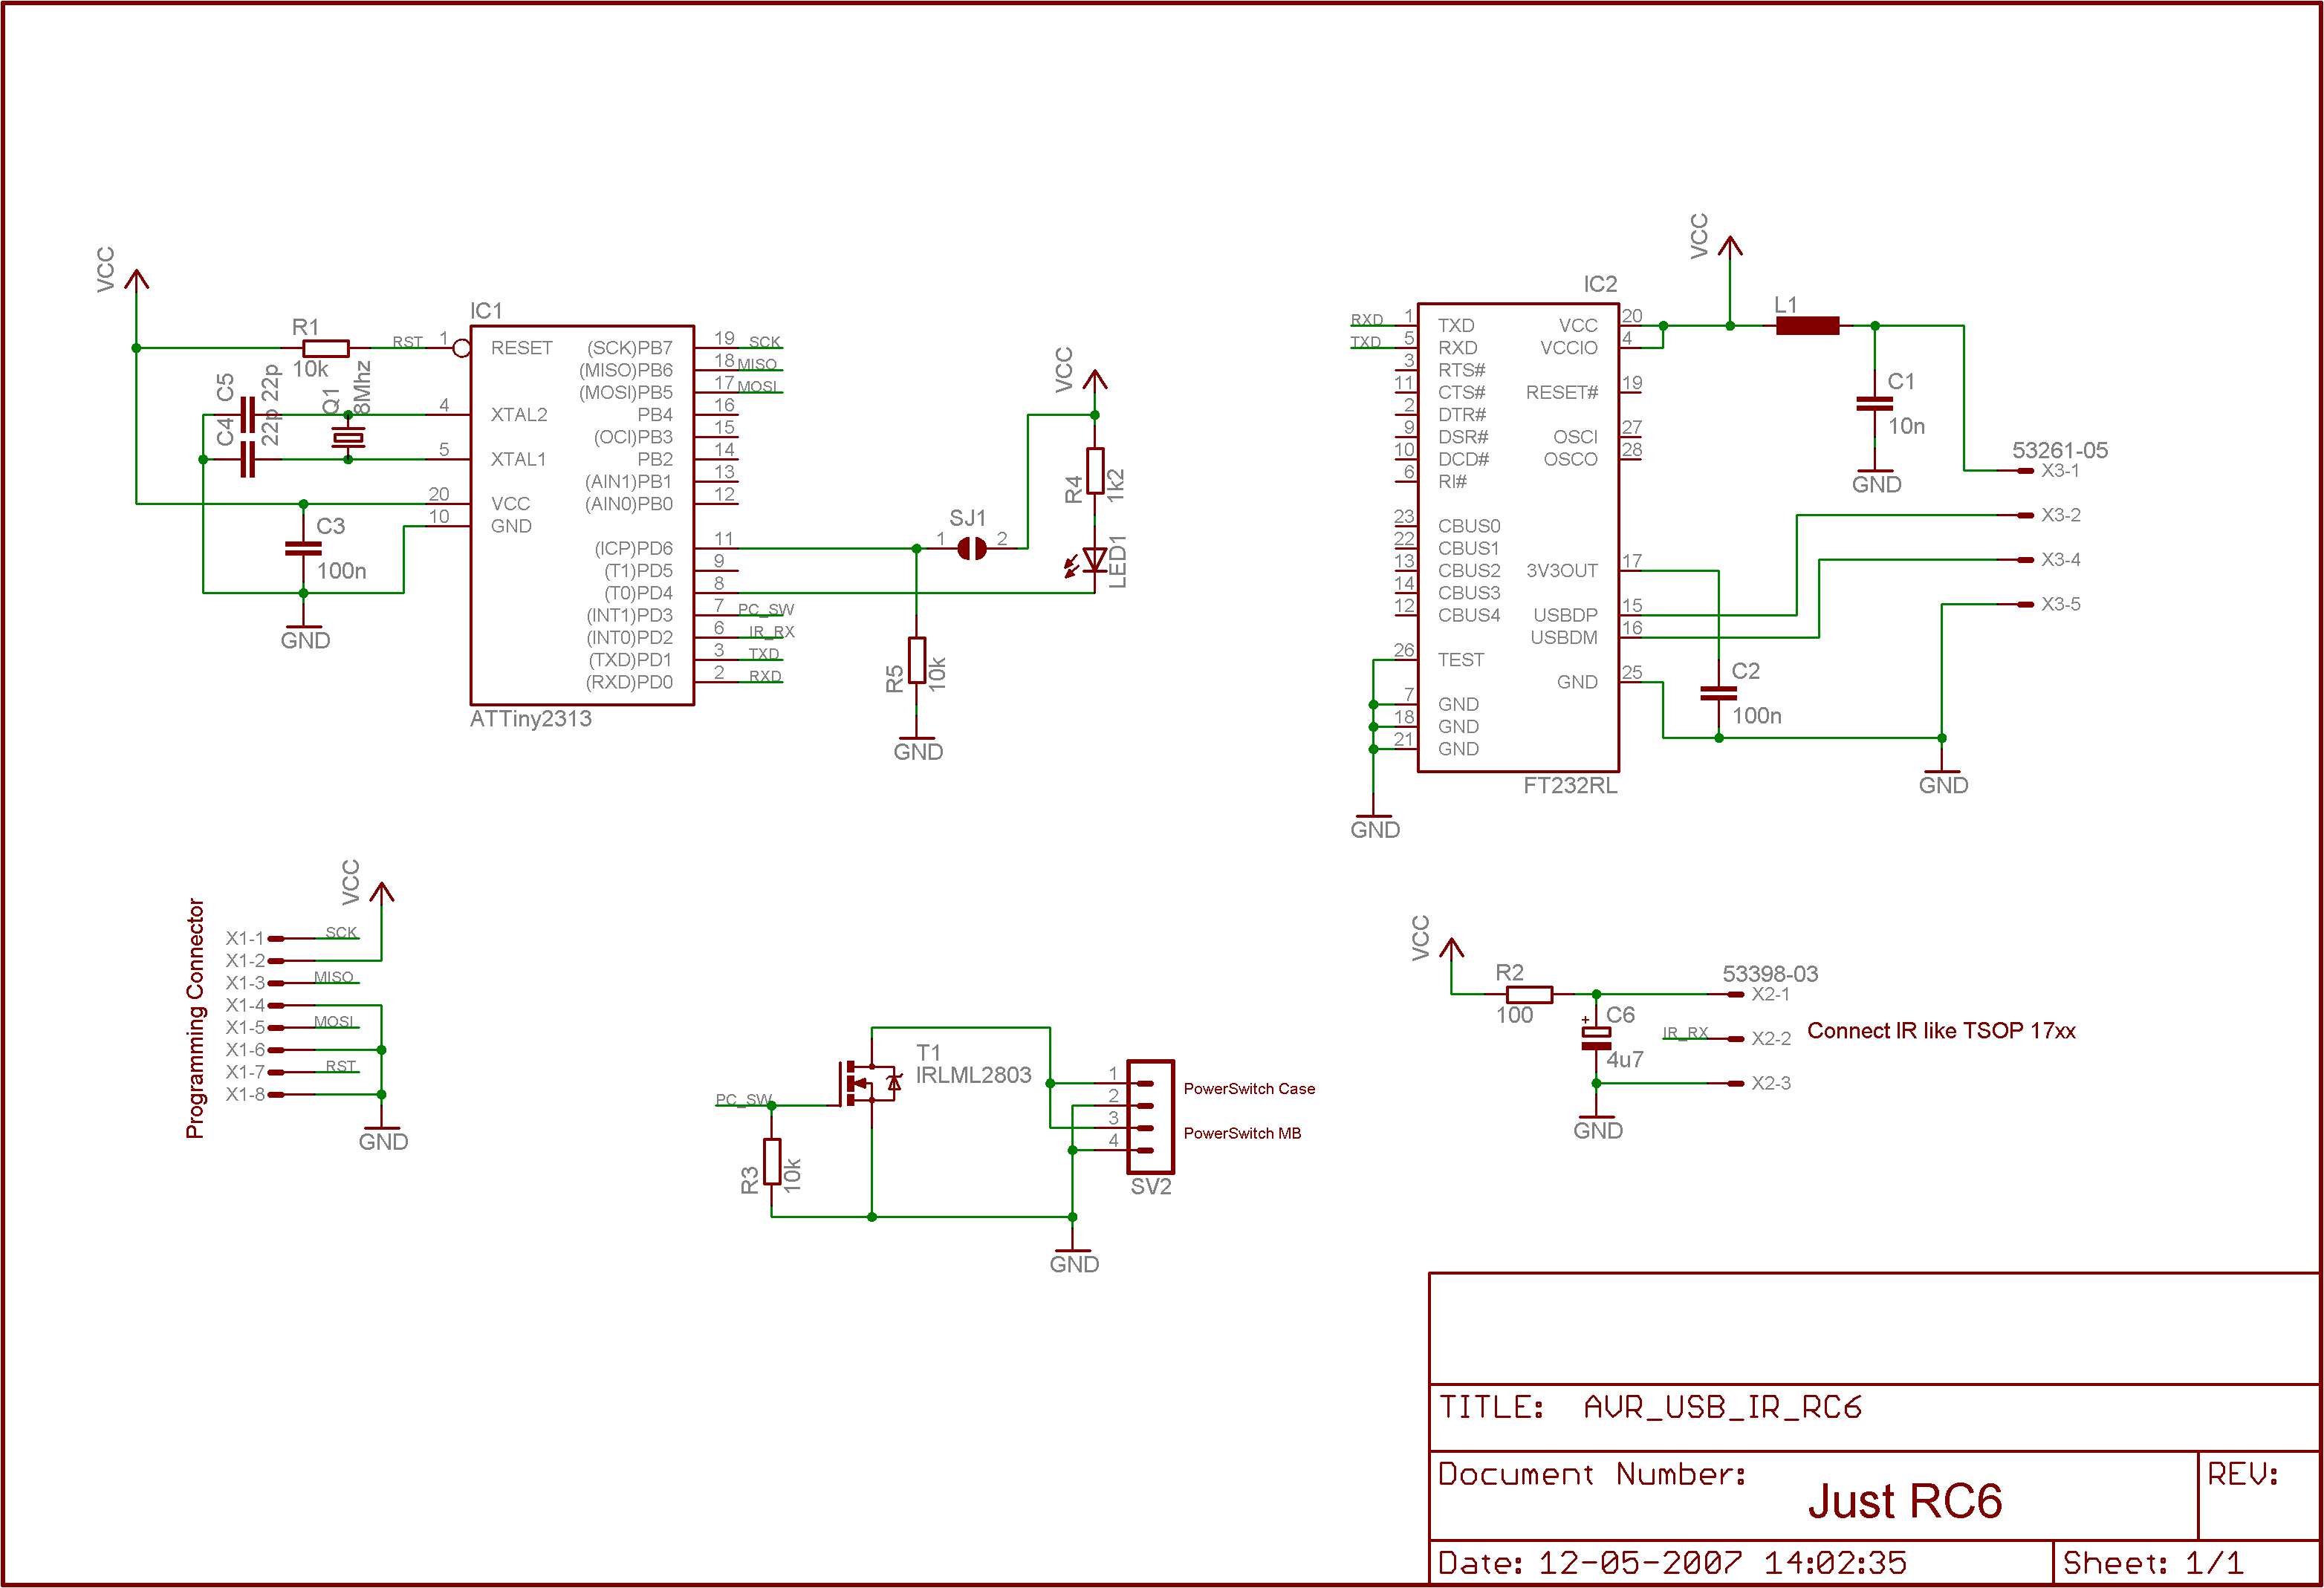 VCC
IC1
R1
10k
RST
1
RESET
C5
22p
C4
22p
Q1
8Mhz
4
XTAL2
5
XTAL1
20
VCC
10
GND
C3
100n
GND
(SCK)PB7
19
SCK
(MISO)PB6
18
MISO
(MOSI)PB5
17
MOSI
PB4
16
(OCI)PB3
15
PB2
14
(AIN1)PB1
13
(AIN0)PB0
12
(ICP)PD6
11
(T1)PD5
9
(T0)PD4
8
(INT1)PD3
7
PC_SW
(INT0)PD2
6
IR_RX
(TXD)PD1
3
TXD
(RXD)PD0
2
RXD
ATTiny2313
SJ1
1
2
R5
10k
GND
VCC
R4
1k2
LED1
IC2
RXD
1
TXD
TXD
5
RXD
3
RTS#
11
CTS#
2
DTR#
9
DSR#
10
DCD#
6
RI#
23
CBUS0
22
CBUS1
13
CBUS2
14
CBUS3
12
CBUS4
26
TEST
7
GND
18
GND
21
GND
GND
VCC
20
VCCIO
4
RESET#
19
OSCI
27
OSCO
28
3V3OUT
17
USBDP
15
USBDM
16
GND
25
FT232RL
VCC
L1
C1
10n
GND
C2
100n
GND
53261-05
X3-1
X3-2
X3-4
X3-5
Programming Connector
VCC
X1-1
SCK
X1-2
X1-3
MISO
X1-4
X1-5
MOSI
X1-6
X1-7
RST
X1-8
GND
PC_SW
R3
10k
T1
IRLML2803
1
2
3
4
PowerSwitch Case
PowerSwitch MB
SV2
GND
VCC
R2
100
C6
+
4u7
GND
53398-03
X2-1
IR_RX
X2-2
X2-3
Connect IR like TSOP 17xx
TITLE: AVR_USB_IR_RC6
Document Number:
Just RC6
REV:
Date: 12-05-2007 14:02:35
Sheet: 1/1